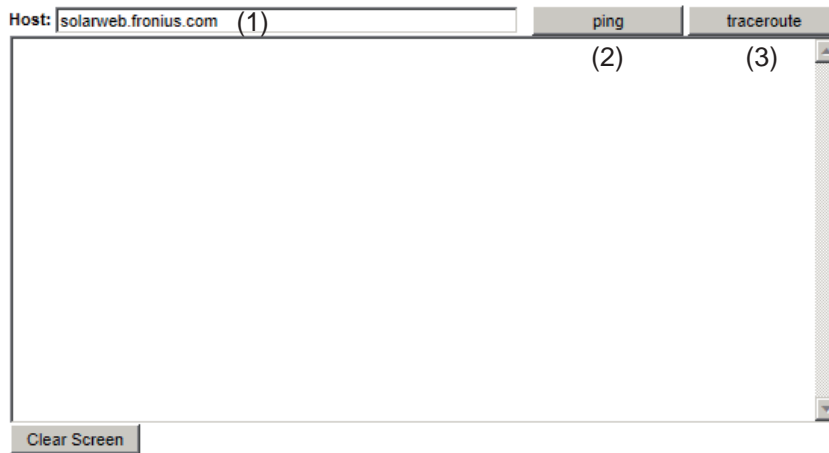 Host: solarweb.fronius.com (1) ping traceroute
(2) (3)
Clear Screen